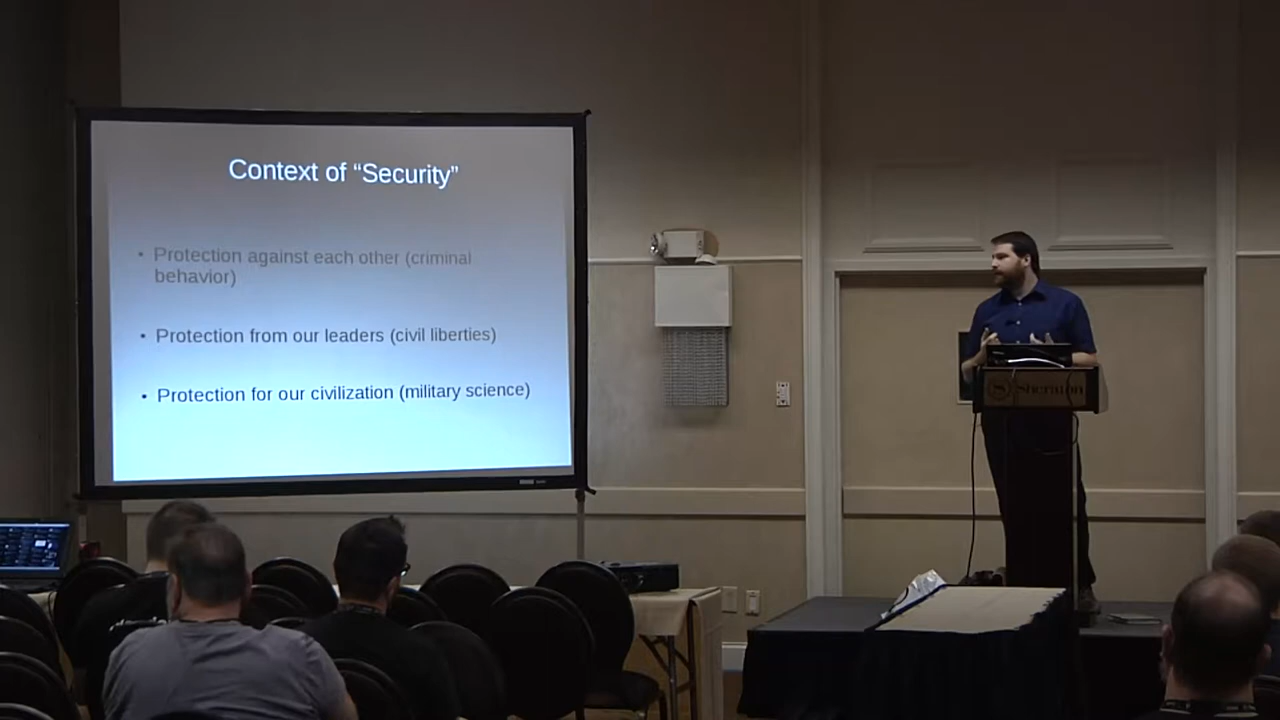 Context of “Security”
• Protection against each other (criminal
behavior)
• Protection from our leaders (civil liberties)
• Protection for our civilization (military science)
Sheraton